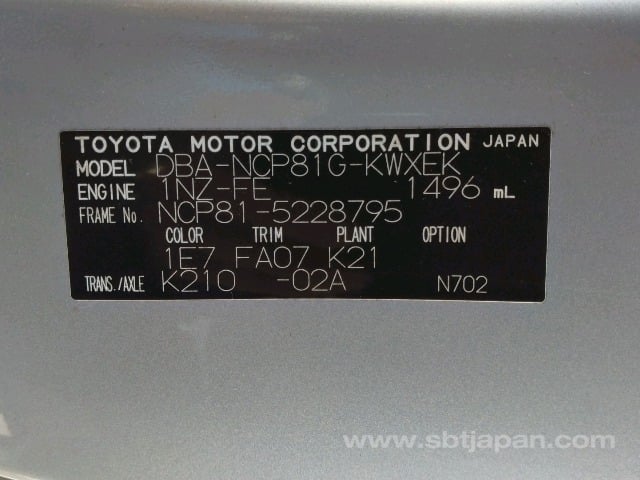 TOYOTA MOTOR CORPORATION JAPAN
MODEL DBA-NCP81G-KWXEK
ENGINE 1NZ-FE 1496 mL
FRAME No. NCP81-5228795
COLOR TRIM PLANT OPTION
1E7 FA07 K21
TRANS./AXLE K210 -02A N702
www.sbtjapan.com